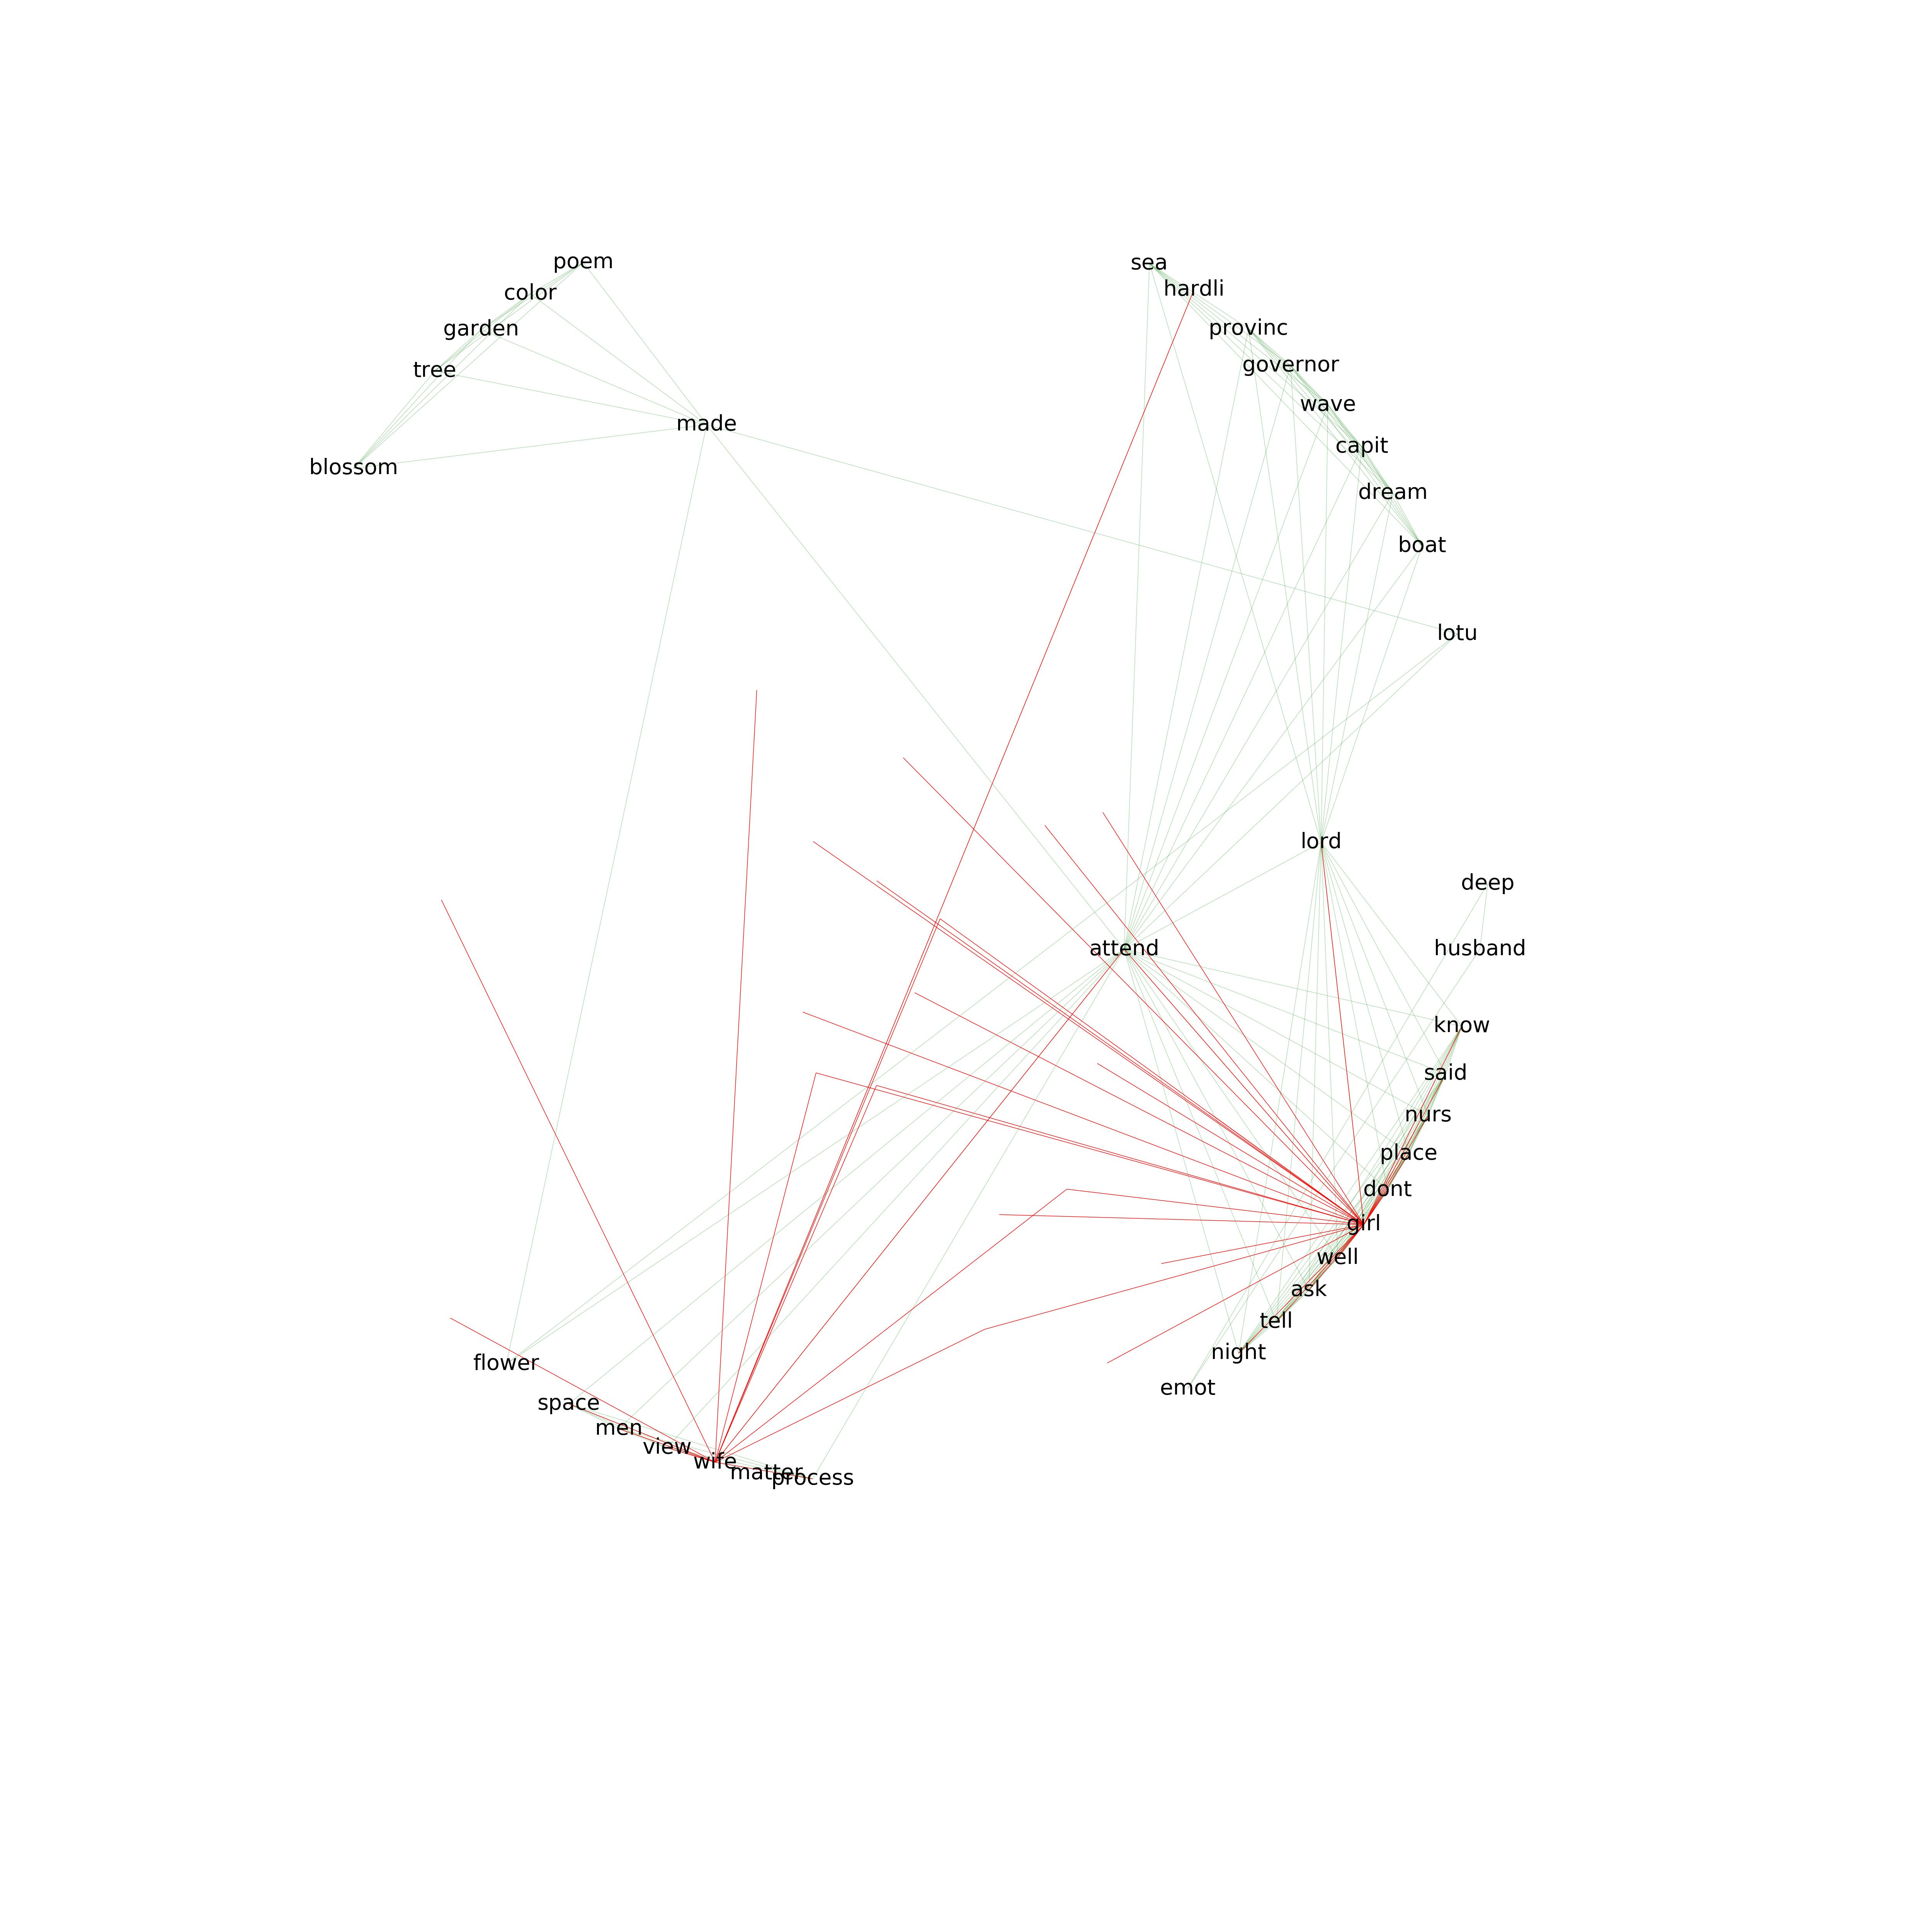 poem
sea
hardli
color
provinc
garden
governor
tree
wave
made
capit
blossom
dream
boat
lotu
lord
deep
attend
husband
know
said
nurs
place
dont
girl
well
ask
tell
night
flower
emot
space
men
view
wife
matter
process